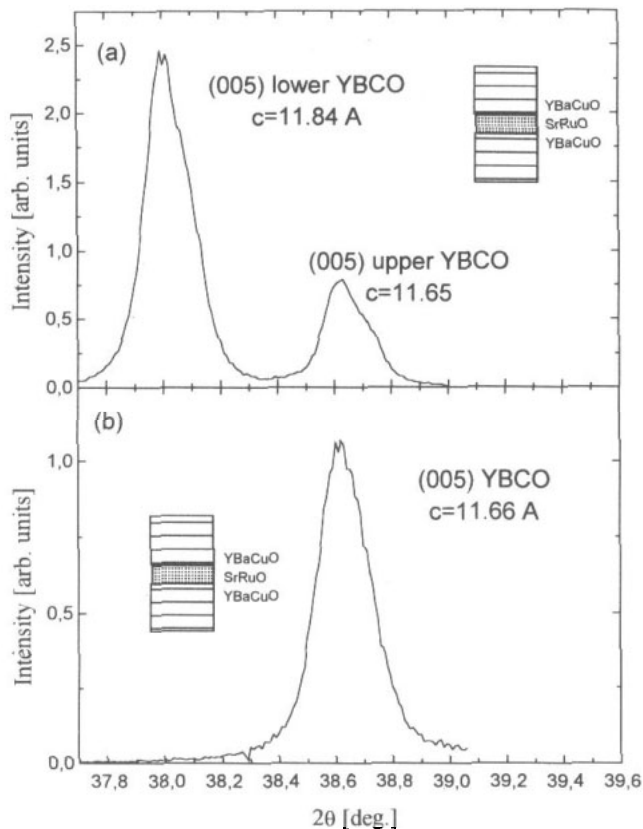 (a)
(005) lower YBCO
c=11.84 A
YBaCuO
SrRuO
YBaCuO
(005) upper YBCO
c=11.65
Intensity [arb. units]
2,5
2,0
1,5
1,0
0,5
0,0
(b)
(005) YBCO
c=11.66 A
YBaCuO
SrRuO
YBaCuO
Intensity [arb. units]
1,0
0,5
0,0
37,8 38,0 38,2 38,4 38,6 38,8 39,0 39,2 39,4 39,6
2θ [deg.]